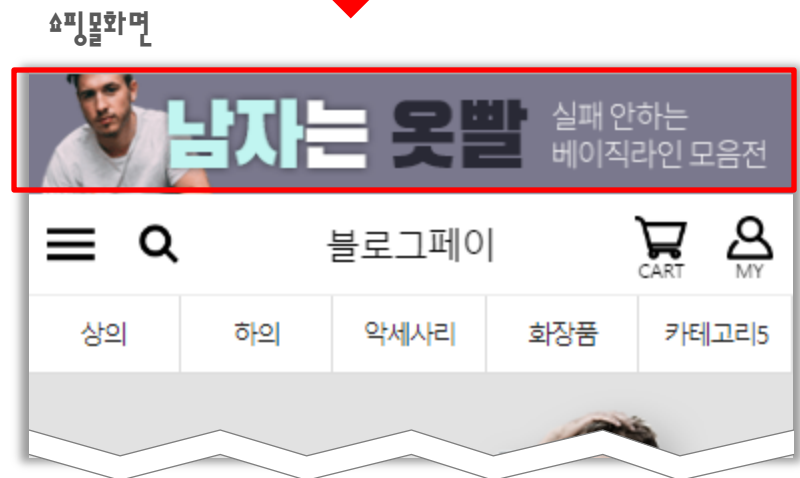 쇼핑몰화면
남자는 옷빨
실패 안하는
베이직라인 모음전
블로그페이
CART
MY
상의
하의
악세사리
화장품
카테고리5